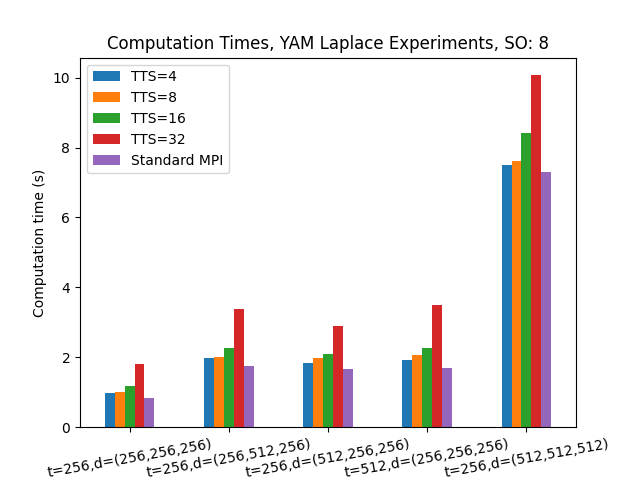 Computation Times, YAM Laplace Experiments, SO: 8
TTS=4
TTS=8
TTS=16
TTS=32
Standard MPI
Computation time (s)
10
8
6
4
2
0
t=256,d=(256,256,256)
t=256,d=(256,512,256)
t=256,d=(512,256,256)
t=512,d=(256,256,256)
t=256,d=(512,512,512)